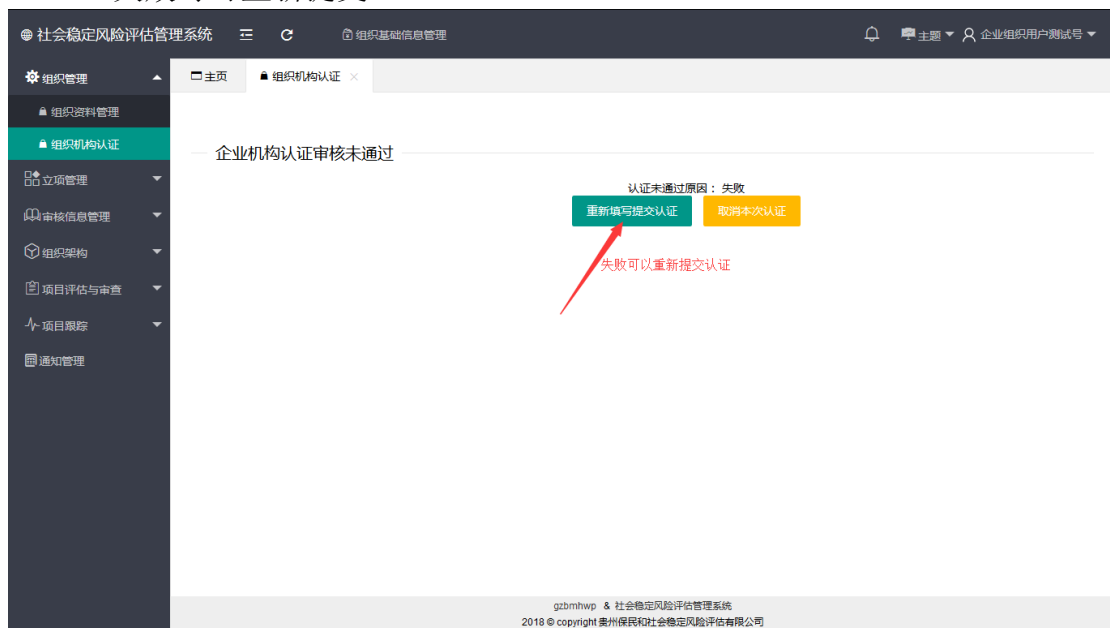 社会稳定风险评估管理系统
组织基础信息管理
主题
企业组织用户测试号
组织管理
主页
组织机构认证
组织资料管理
组织机构认证
企业机构认证审核未通过
立项管理
认证未通过原因： 失败
重新填写提交认证
取消本次认证
审核信息管理
组织架构
失败可以重新提交认证
项目评估与审查
项目跟踪
通知管理
gzbmhwp & 社会稳定风险评估管理系统
2018 © copyright 贵州保民和社会稳定风险评估有限公司